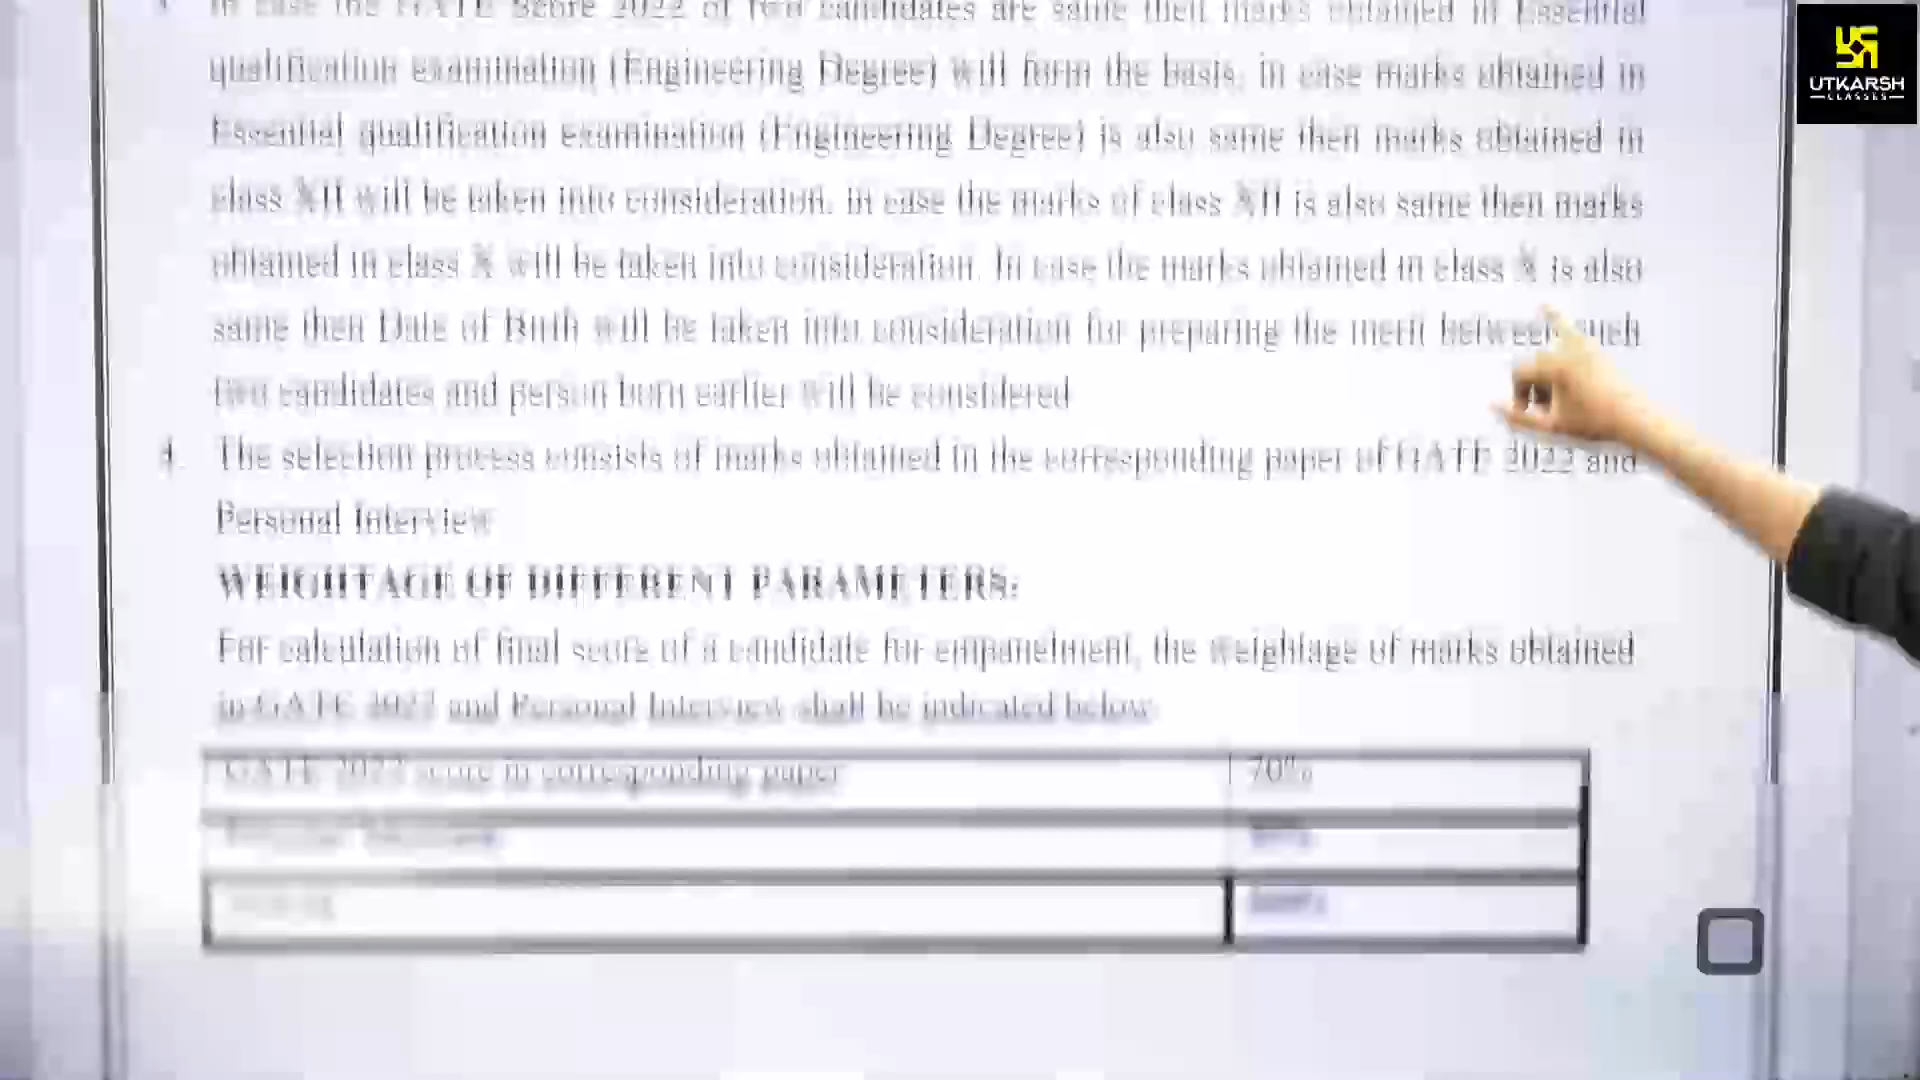 In case the GATE Score 2022 of two candidates are same then marks obtained in Essential
qualification examination (Engineering Degree) will form the basis, in case marks obtained in
Essential qualification examination (Engineering Degree) is also same then marks obtained in
class XII will be taken into consideration, in case the marks of class XII is also same then marks
obtained in class X will be taken into consideration. In case the marks obtained in class X is also
same then Date of Birth will be taken into consideration for preparing the merit between such
two candidates and person born earlier will be considered
4. The selection process consists of marks obtained in the corresponding paper of GATE 2022 and
Personal Interview
WEIGHTAGE OF DIFFERENT PARAMETERS:
For calculation of final score of a candidate for empanelment, the weightage of marks obtained
in GATE 2022 and Personal Interview shall be indicated below
GATE 2022 score in corresponding paper 70%
UTKARSH
CLASSES